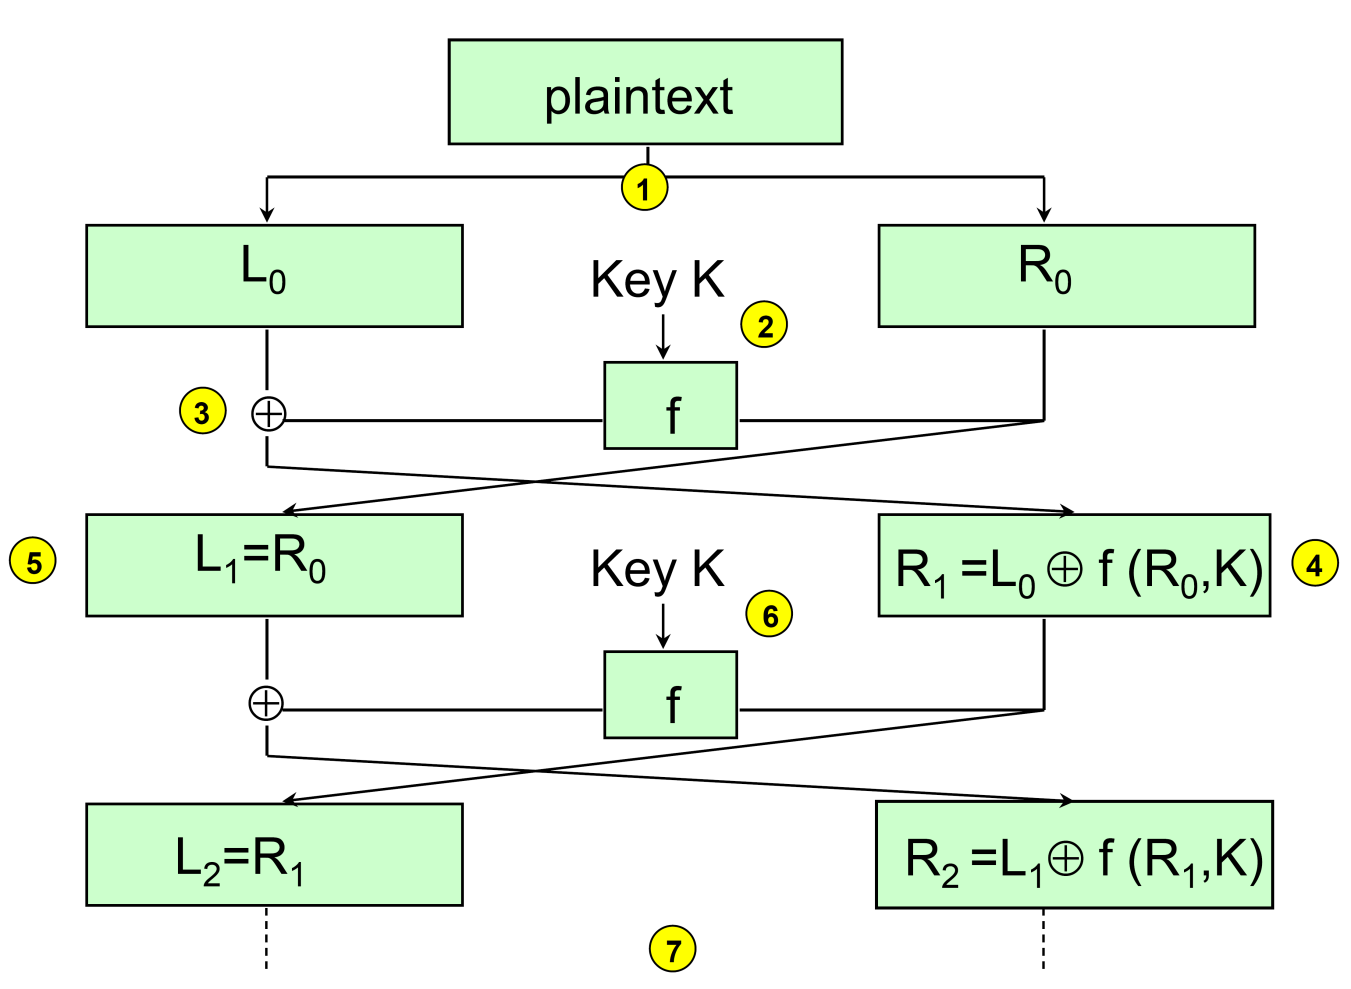 plaintext
1
L₀
Key K
R₀
2
3
⊕
f
5
L₁=R₀
Key K
R₁ =L₀ ⊕ f (R₀,K)
4
6
⊕
f
L₂=R₁
R₂ =L₁⊕ f (R₁,K)
7